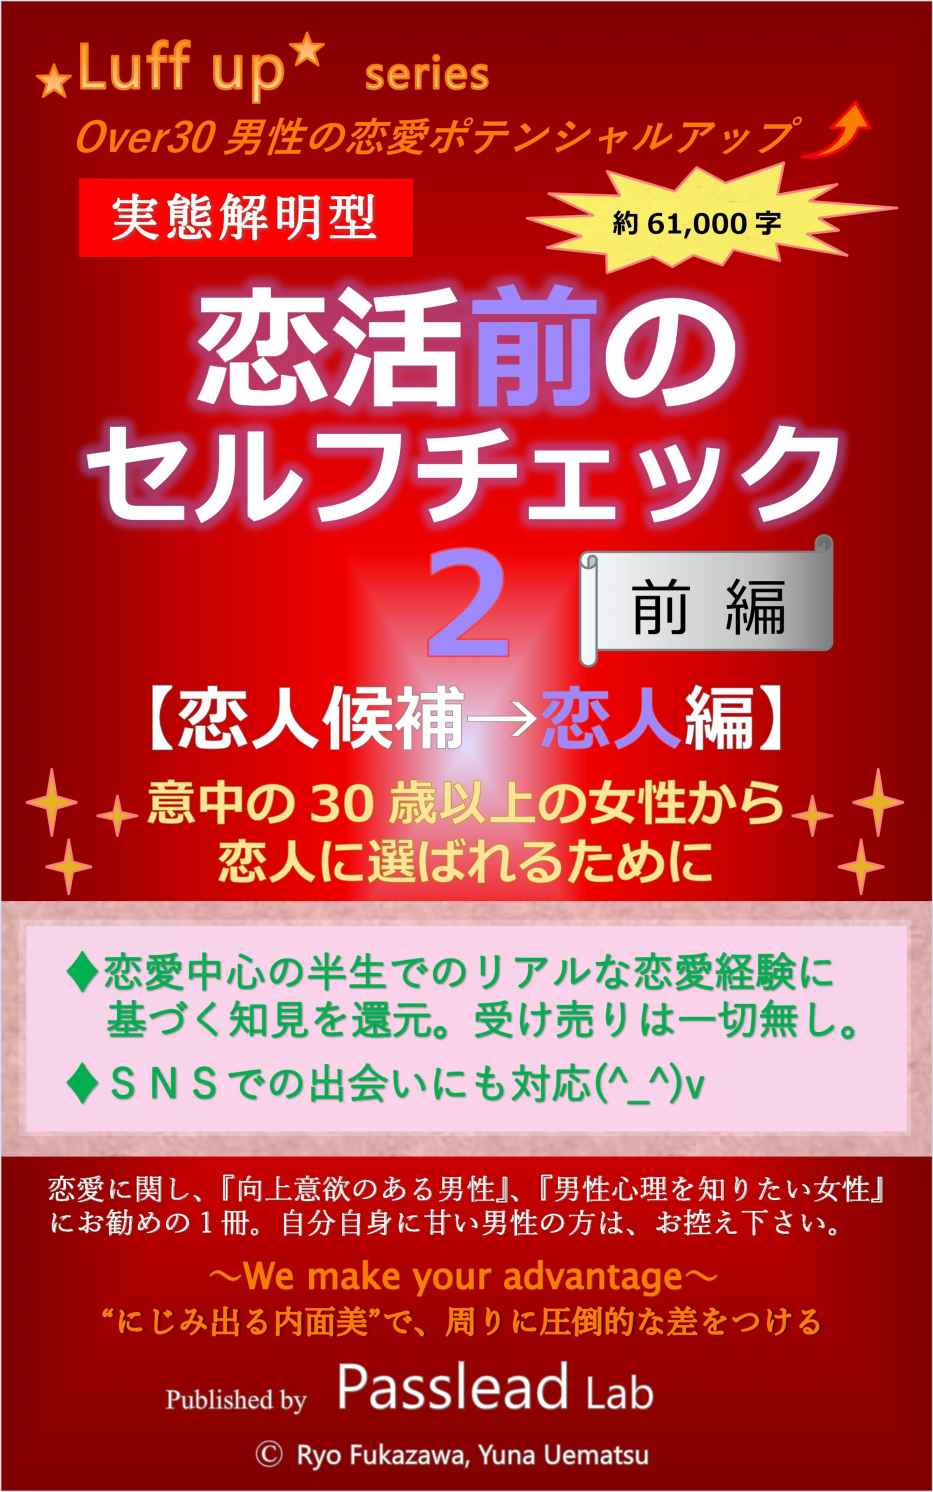 Luff up series
Over30 男性の恋愛ポテンシャルアップ
実態解明型
約 61,000 字
恋活前の
セルフチェック
2
前 編
【恋人候補→恋人編】
意中の 30 歳以上の女性から
恋人に選ばれるために
♦恋愛中心の半生でのリアルな恋愛経験に
基づく知見を還元。受け売りは一切無し。
♦ＳＮＳでの出会いにも対応(^_^)v
恋愛に関し、『向上意欲のある男性』、『男性心理を知りたい女性』
にお勧めの１冊。自分自身に甘い男性の方は、お控え下さい。
～We make your advantage～
“にじみ出る内面美”で、周りに圧倒的な差をつける
Published by Passlead Lab
© Ryo Fukazawa, Yuna Uematsu